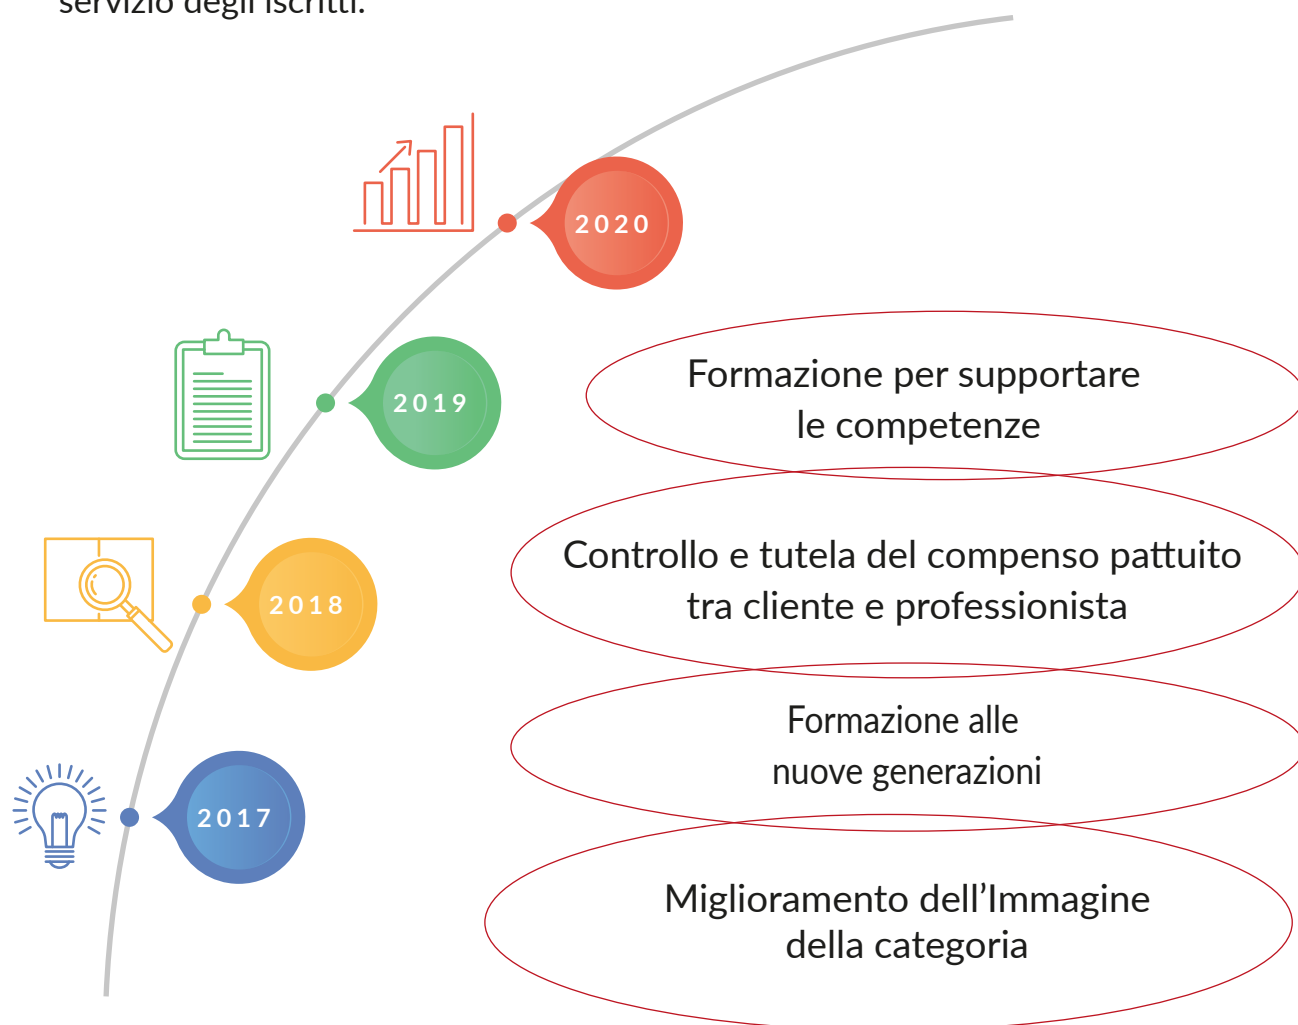 servizio degli iscritti.
2020
Formazione per supportare
le competenze
2019
Controllo e tutela del compenso pattuito
tra cliente e professionista
2018
Formazione alle
nuove generazioni
2017
Miglioramento dell’Immagine
della categoria